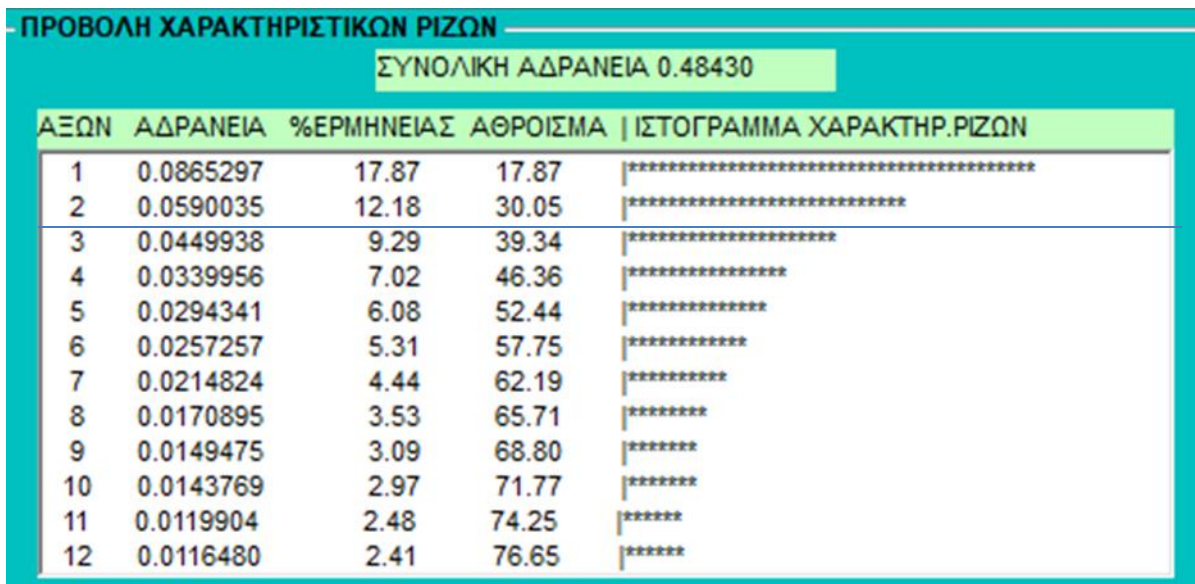 ΠΡΟΒΟΛΗ ΧΑΡΑΚΤΗΡΙΣΤΙΚΩΝ ΡΙΖΩΝ
ΣΥΝΟΛΙΚΗ ΑΔΡΑΝΕΙΑ 0.48430
ΑΞΩΝ ΑΔΡΑΝΕΙΑ %ΕΡΜΗΝΕΙΑΣ ΑΘΡΟΙΣΜΑ | ΙΣΤΟΓΡΑΜΜΑ ΧΑΡΑΚΤΗΡ.ΡΙΖΩΝ
1 0.0865297 17.87 17.87 |*****************************************
2 0.0590035 12.18 30.05 |****************************
3 0.0449938 9.29 39.34 |*********************
4 0.0339956 7.02 46.36 |****************
5 0.0294341 6.08 52.44 |**************
6 0.0257257 5.31 57.75 |************
7 0.0214824 4.44 62.19 |**********
8 0.0170895 3.53 65.71 |********
9 0.0149475 3.09 68.80 |*******
10 0.0143769 2.97 71.77 |*******
11 0.0119904 2.48 74.25 |******
12 0.0116480 2.41 76.65 |******